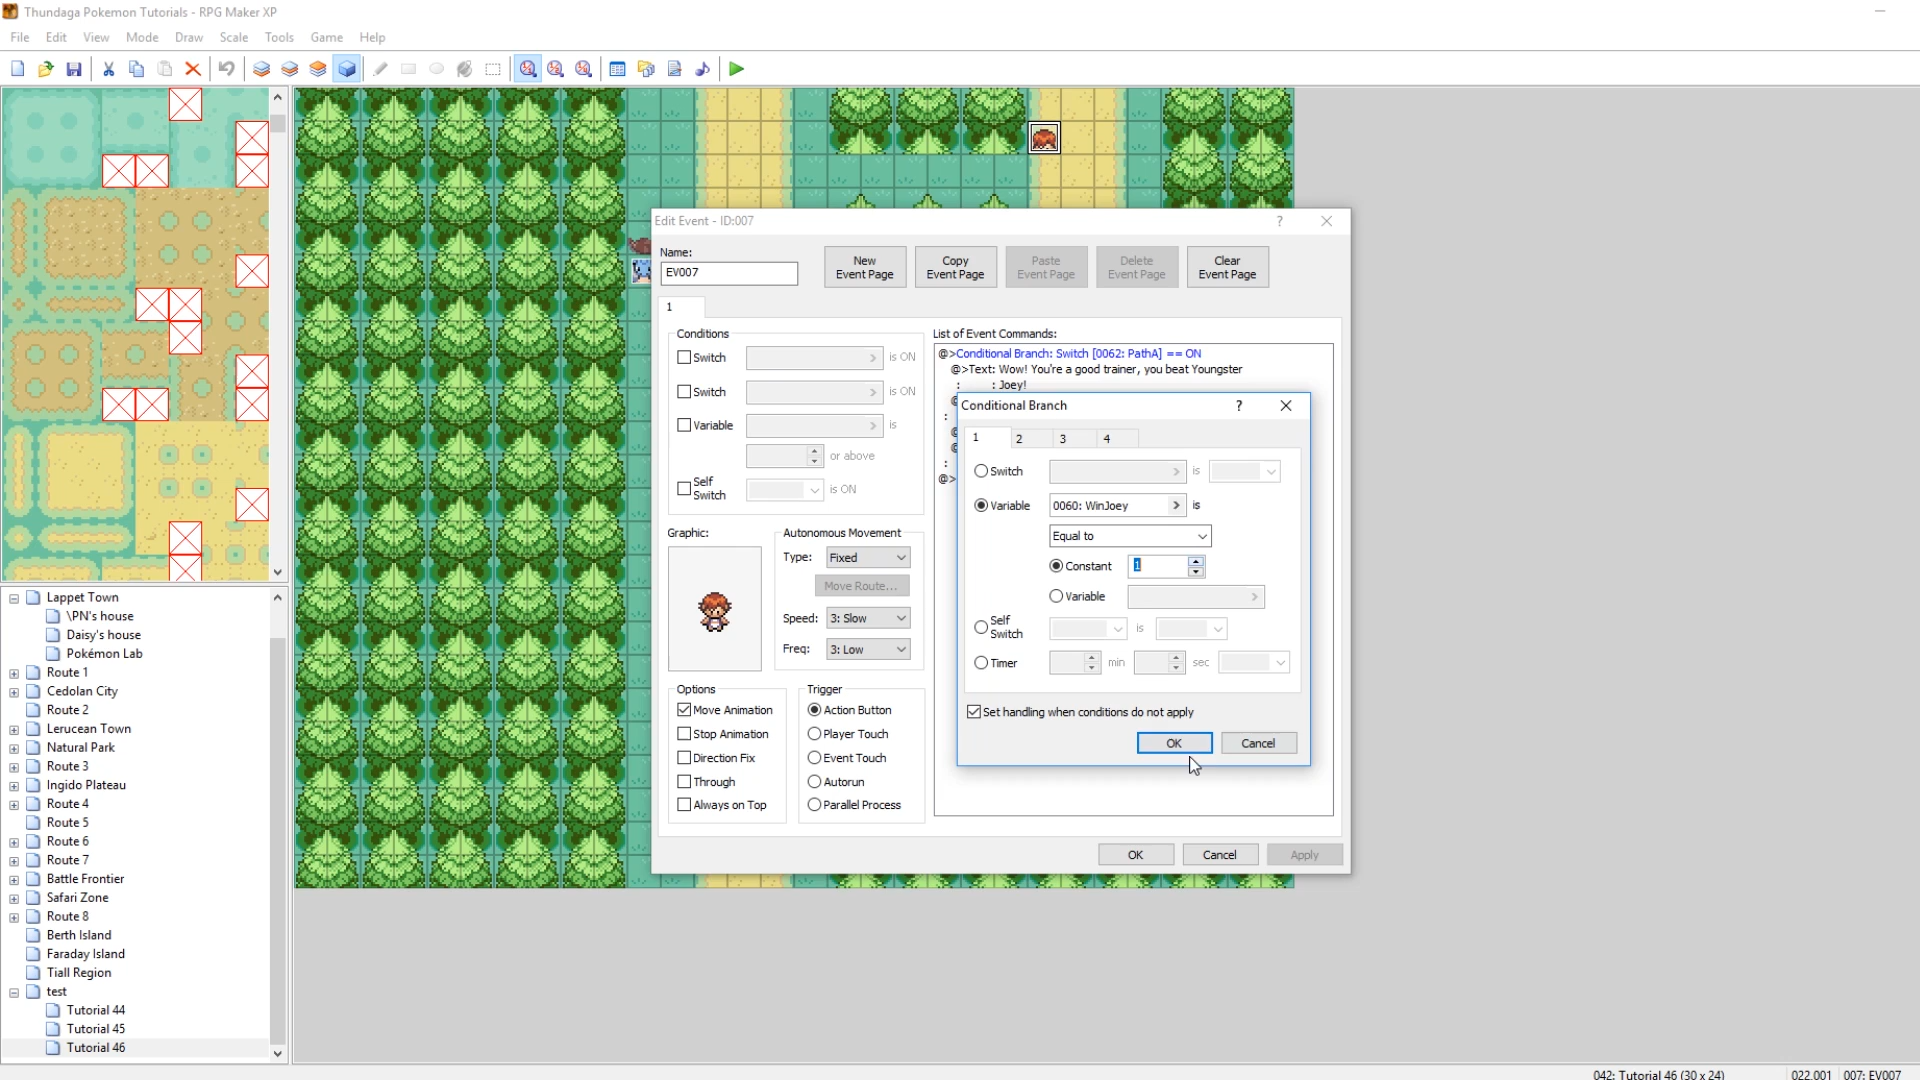 Thundaga Pokemon Tutorials - RPG Maker XP
File Edit View Mode Draw Scale Tools Game Help
Edit Event - ID:007
Name:
EV007
New Event Page
Copy Event Page
Paste Event Page
Delete Event Page
Clear Event Page
1
Conditions
Switch is ON
Switch is ON
Variable is
or above
Self Switch is ON
Graphic:
Autonomous Movement
Type: Fixed
Move Route...
Speed: 3: Slow
Freq: 3: Low
Options
Move Animation
Stop Animation
Direction Fix
Through
Always on Top
Trigger
Action Button
Player Touch
Event Touch
Autorun
Parallel Process
List of Event Commands:
@>Conditional Branch: Switch [0062: PathA] == ON
@>Text: Wow! You're a good trainer, you beat Youngster
: : Joey!
:
:
@>
Conditional Branch
1 2 3 4
Switch is
Variable 0060: WinJoey is
Equal to
Constant 1
Variable
Self Switch is
Timer min sec
Set handling when conditions do not apply
OK Cancel
OK Cancel Apply
Lappet Town
\PN's house
Daisy's house
Pokémon Lab
Route 1
Cedolan City
Route 2
Lerucean Town
Natural Park
Route 3
Ingido Plateau
Route 4
Route 5
Route 6
Route 7
Battle Frontier
Safari Zone
Route 8
Berth Island
Faraday Island
Tiall Region
test
Tutorial 44
Tutorial 45
Tutorial 46
042: Tutorial 46 (30 x 24) 022.001 007: EV007